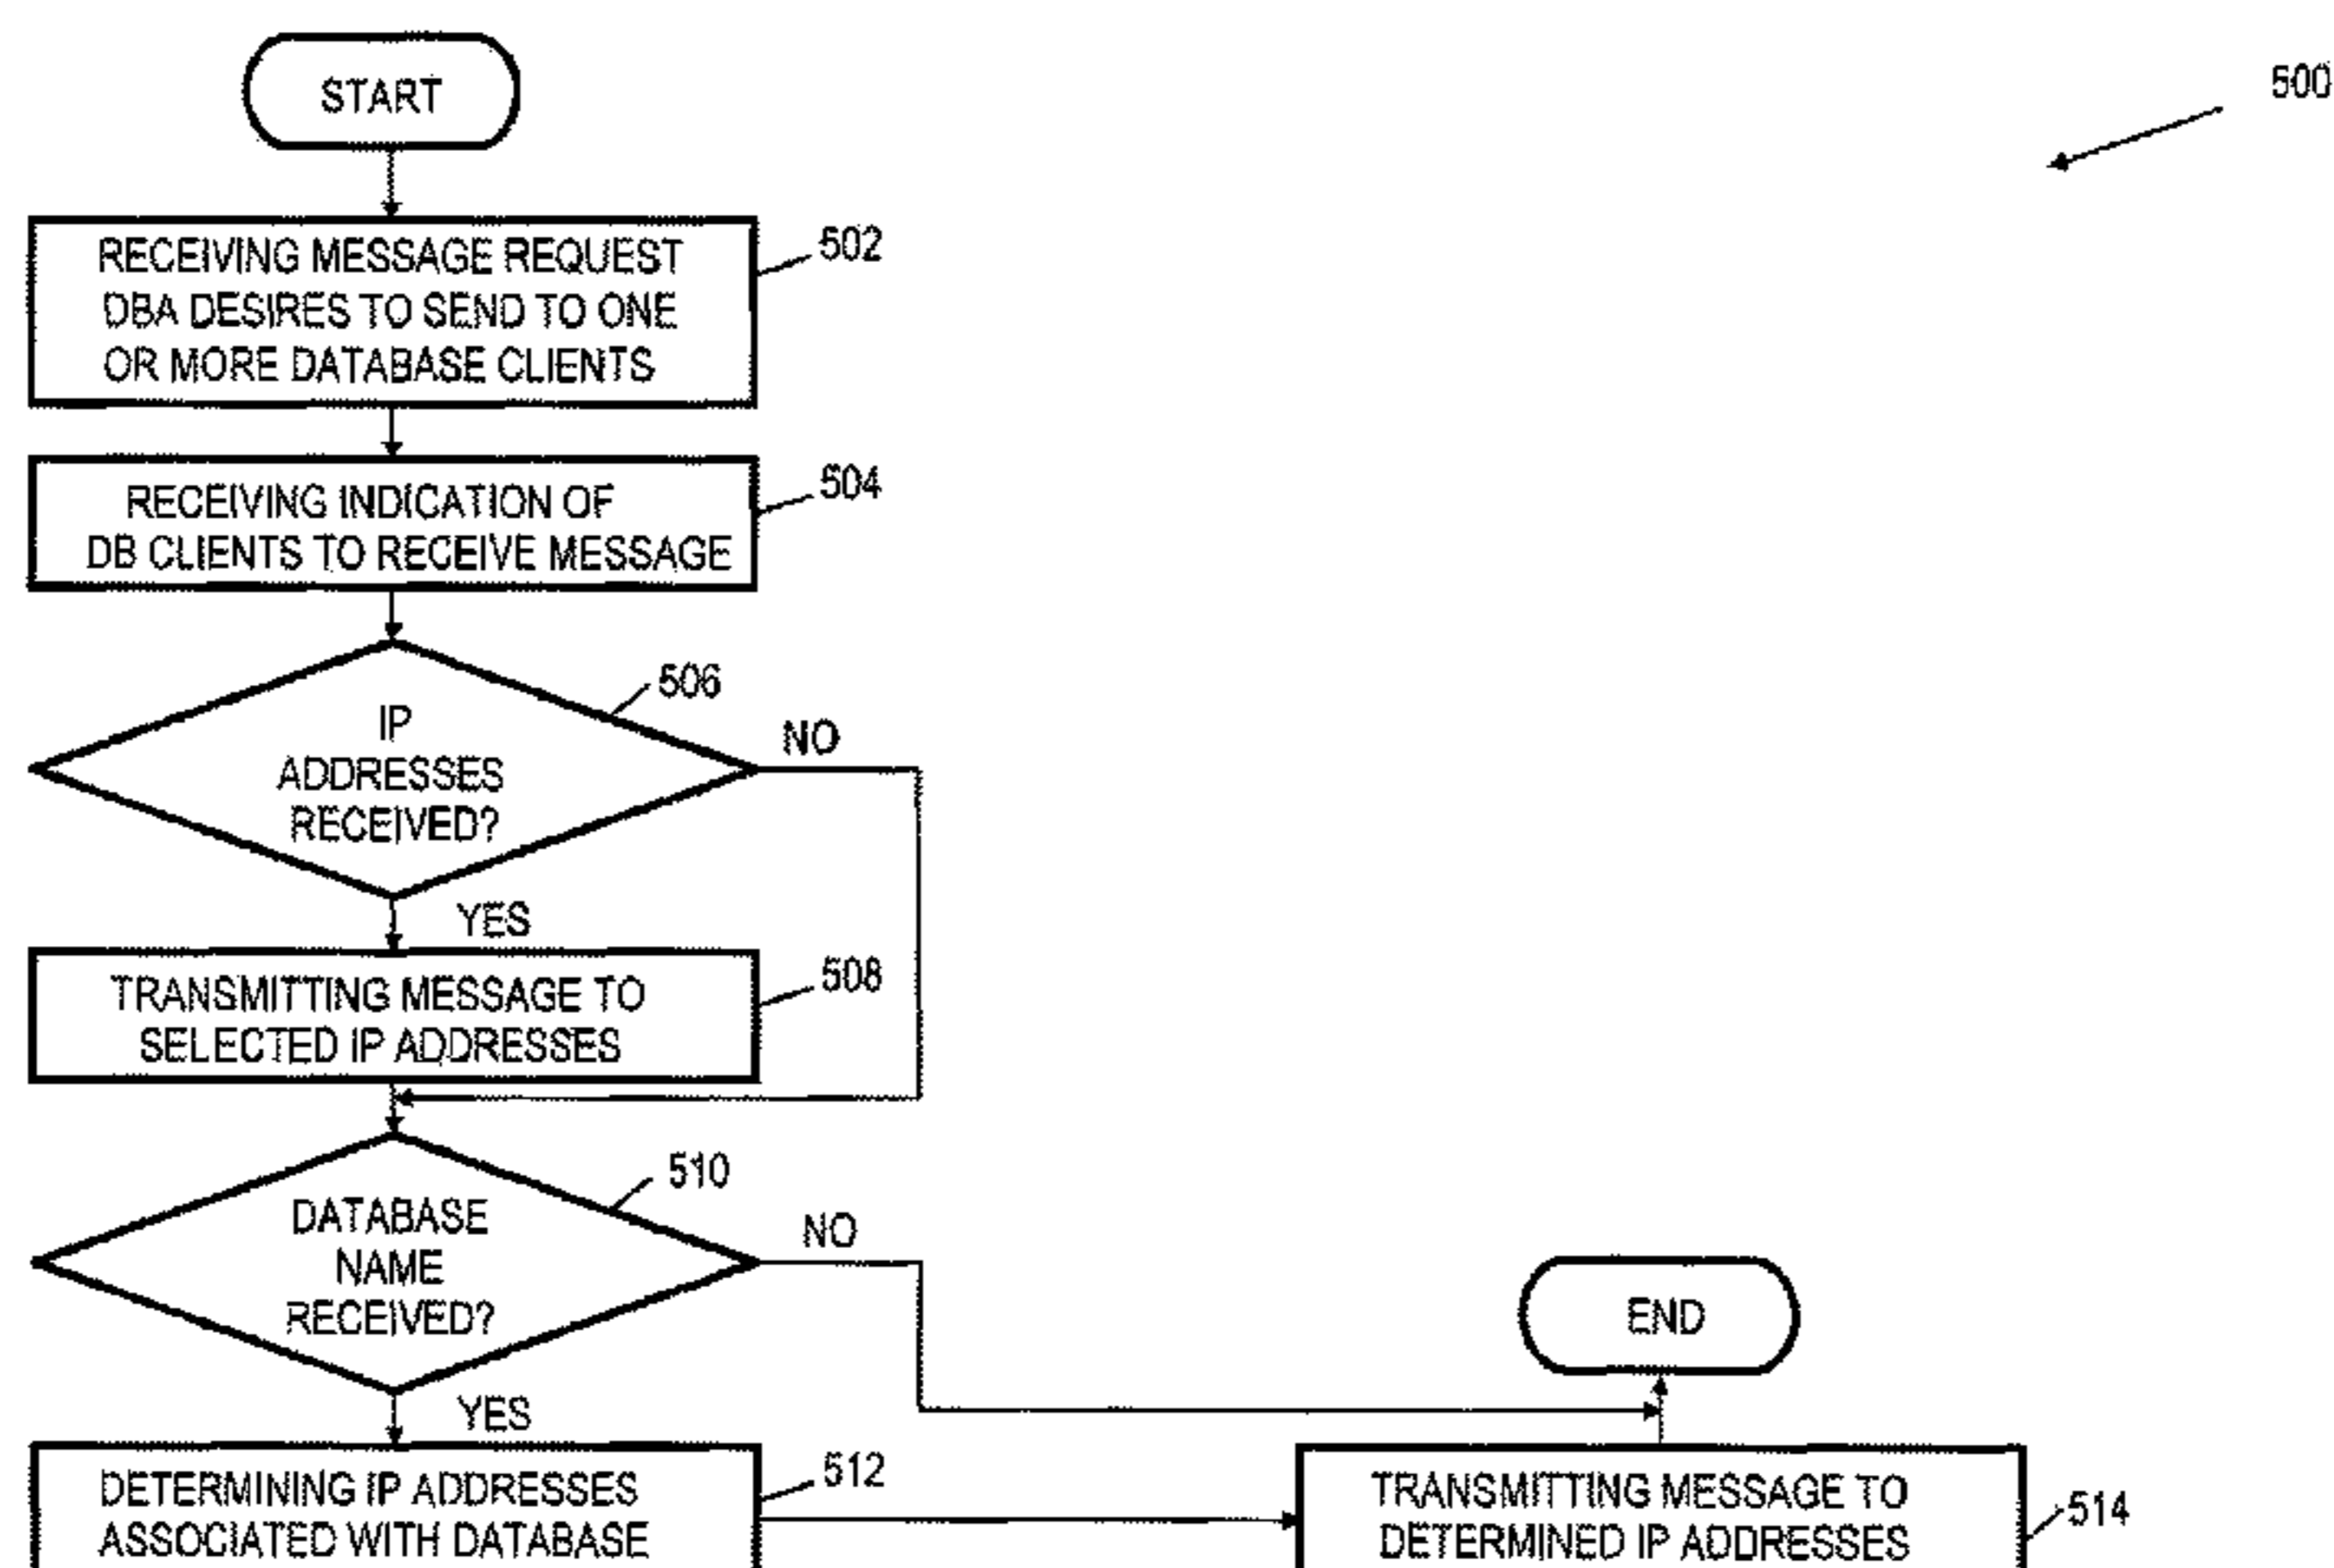 START
500
RECEIVING MESSAGE REQUEST
DBA DESIRES TO SEND TO ONE
OR MORE DATABASE CLIENTS
502
RECEIVING INDICATION OF
DB CLIENTS TO RECEIVE MESSAGE
504
IP
ADDRESSES
RECEIVED?
506
NO
YES
TRANSMITTING MESSAGE TO
SELECTED IP ADDRESSES
508
DATABASE
NAME
RECEIVED?
510
NO
YES
END
DETERMINING IP ADDRESSES
ASSOCIATED WITH DATABASE
512
TRANSMITTING MESSAGE TO
DETERMINED IP ADDRESSES
514